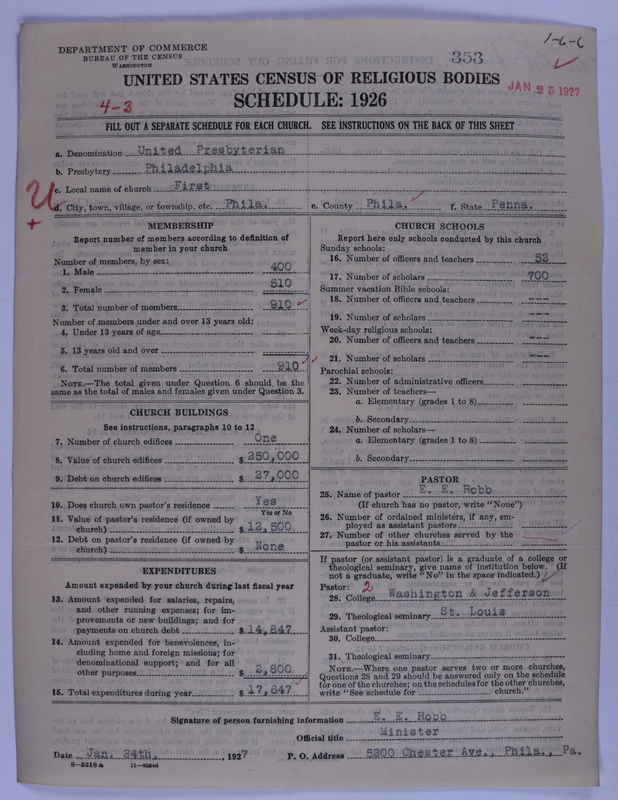 DEPARTMENT OF COMMERCE
BUREAU OF THE CENSUS
WASHINGTON
353
1-6-6
UNITED STATES CENSUS OF RELIGIOUS BODIES
JAN 25 1927
4-3
SCHEDULE: 1926
FILL OUT A SEPARATE SCHEDULE FOR EACH CHURCH. SEE INSTRUCTIONS ON THE BACK OF THIS SHEET
a. Denomination United Presbyterian
b. Presbytery Philadelphia
c. Local name of church First
d. City, town, village, or township, etc. Phila. e. County Phila. f. State Penna.
MEMBERSHIP
Report number of members according to definition of
member in your church
Number of members, by sex:
1. Male 400
2. Female 510
3. Total number of members 910
Number of members under and over 13 years old:
4. Under 13 years of age
5. 13 years old and over
6. Total number of members 910
NOTE.—The total given under Question 6 should be the
same as the total of males and females given under Question 3.
CHURCH BUILDINGS
See instructions, paragraphs 10 to 12
7. Number of church edifices One
8. Value of church edifices $ 250,000
9. Debt on church edifices $ 27,000
10. Does church own pastor's residence Yes
Yes or No
11. Value of pastor's residence (if owned by
church) $ 12,500
12. Debt on pastor's residence (if owned by
church) $ None
EXPENDITURES
Amount expended by your church during last fiscal year
13. Amount expended for salaries, repairs,
and other running expenses; for im-
provements or new buildings; and for
payments on church debt $ 14,847
14. Amount expended for benevolences, in-
cluding home and foreign missions; for
denominational support; and for all
other purposes $ 2,800
15. Total expenditures during year $ 17,647
CHURCH SCHOOLS
Report here only schools conducted by this church
Sunday schools:
16. Number of officers and teachers 53
17. Number of scholars 700
Summer vacation Bible schools:
18. Number of officers and teachers ---
19. Number of scholars ---
Week-day religious schools:
20. Number of officers and teachers ---
21. Number of scholars ---
Parochial schools:
22. Number of administrative officers
23. Number of teachers—
a. Elementary (grades 1 to 8)
b. Secondary
24. Number of scholars—
a. Elementary (grades 1 to 8)
b. Secondary
PASTOR
25. Name of pastor E. E. Robb
(If church has no pastor, write "None")
26. Number of ordained ministers, if any, em-
ployed as assistant pastors
27. Number of other churches served by the
pastor or his assistants
If pastor (or assistant pastor) is a graduate of a college or
theological seminary, give name of institution below. (If
not a graduate, write "No" in the space indicated.)
Pastor: 2
28. College Washington & Jefferson
29. Theological seminary St. Louis
Assistant pastor:
30. College
31. Theological seminary
NOTE.—Where one pastor serves two or more churches,
Questions 28 and 29 should be answered only on the schedule
for one of the churches; on the schedules for the other churches,
write "See schedule for church."
Signature of person furnishing information E. E. Robb
Official title Minister
Date Jan. 24th, , 1927 P. O. Address 5200 Chester Ave., Phila., Pa.
8-5518 a